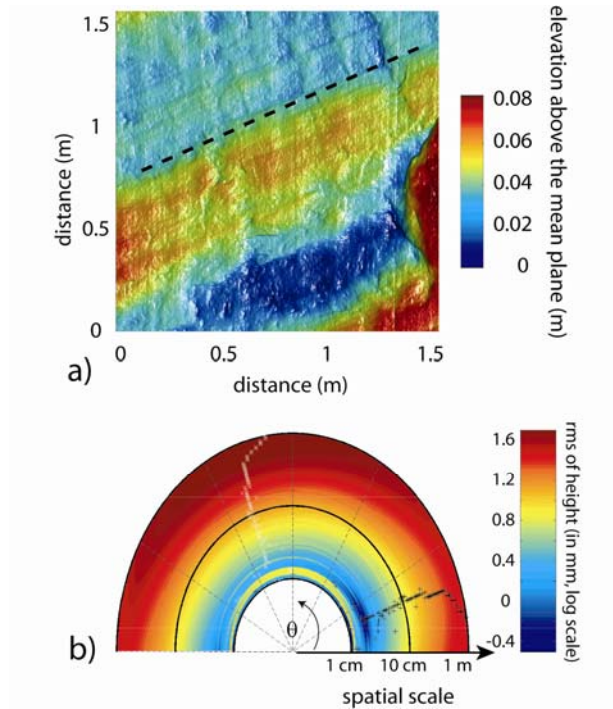 1.5
1
0.5
0
distance (m)
0
0.5
1
1.5
distance (m)
a)
0.08
0.06
0.04
0.02
0
elevation above the mean plane (m)
1.6
1.2
0.8
0.4
0
-0.4
rms of height (in mm, log scale)
θ
b)
1 cm
10 cm
1 m
spatial scale